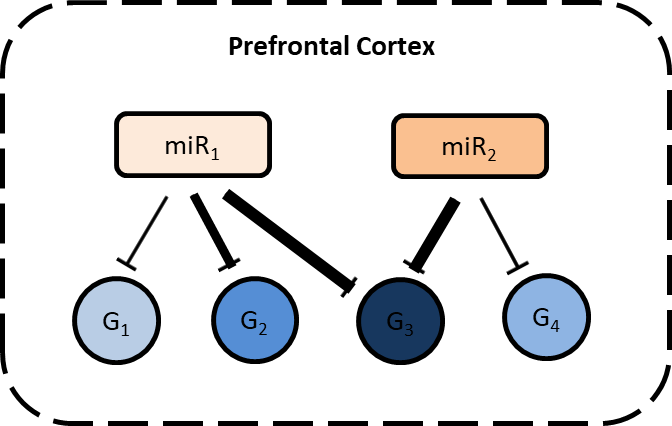 Prefrontal Cortex
miR₁
miR₂
G₁
G₂
G₃
G₄